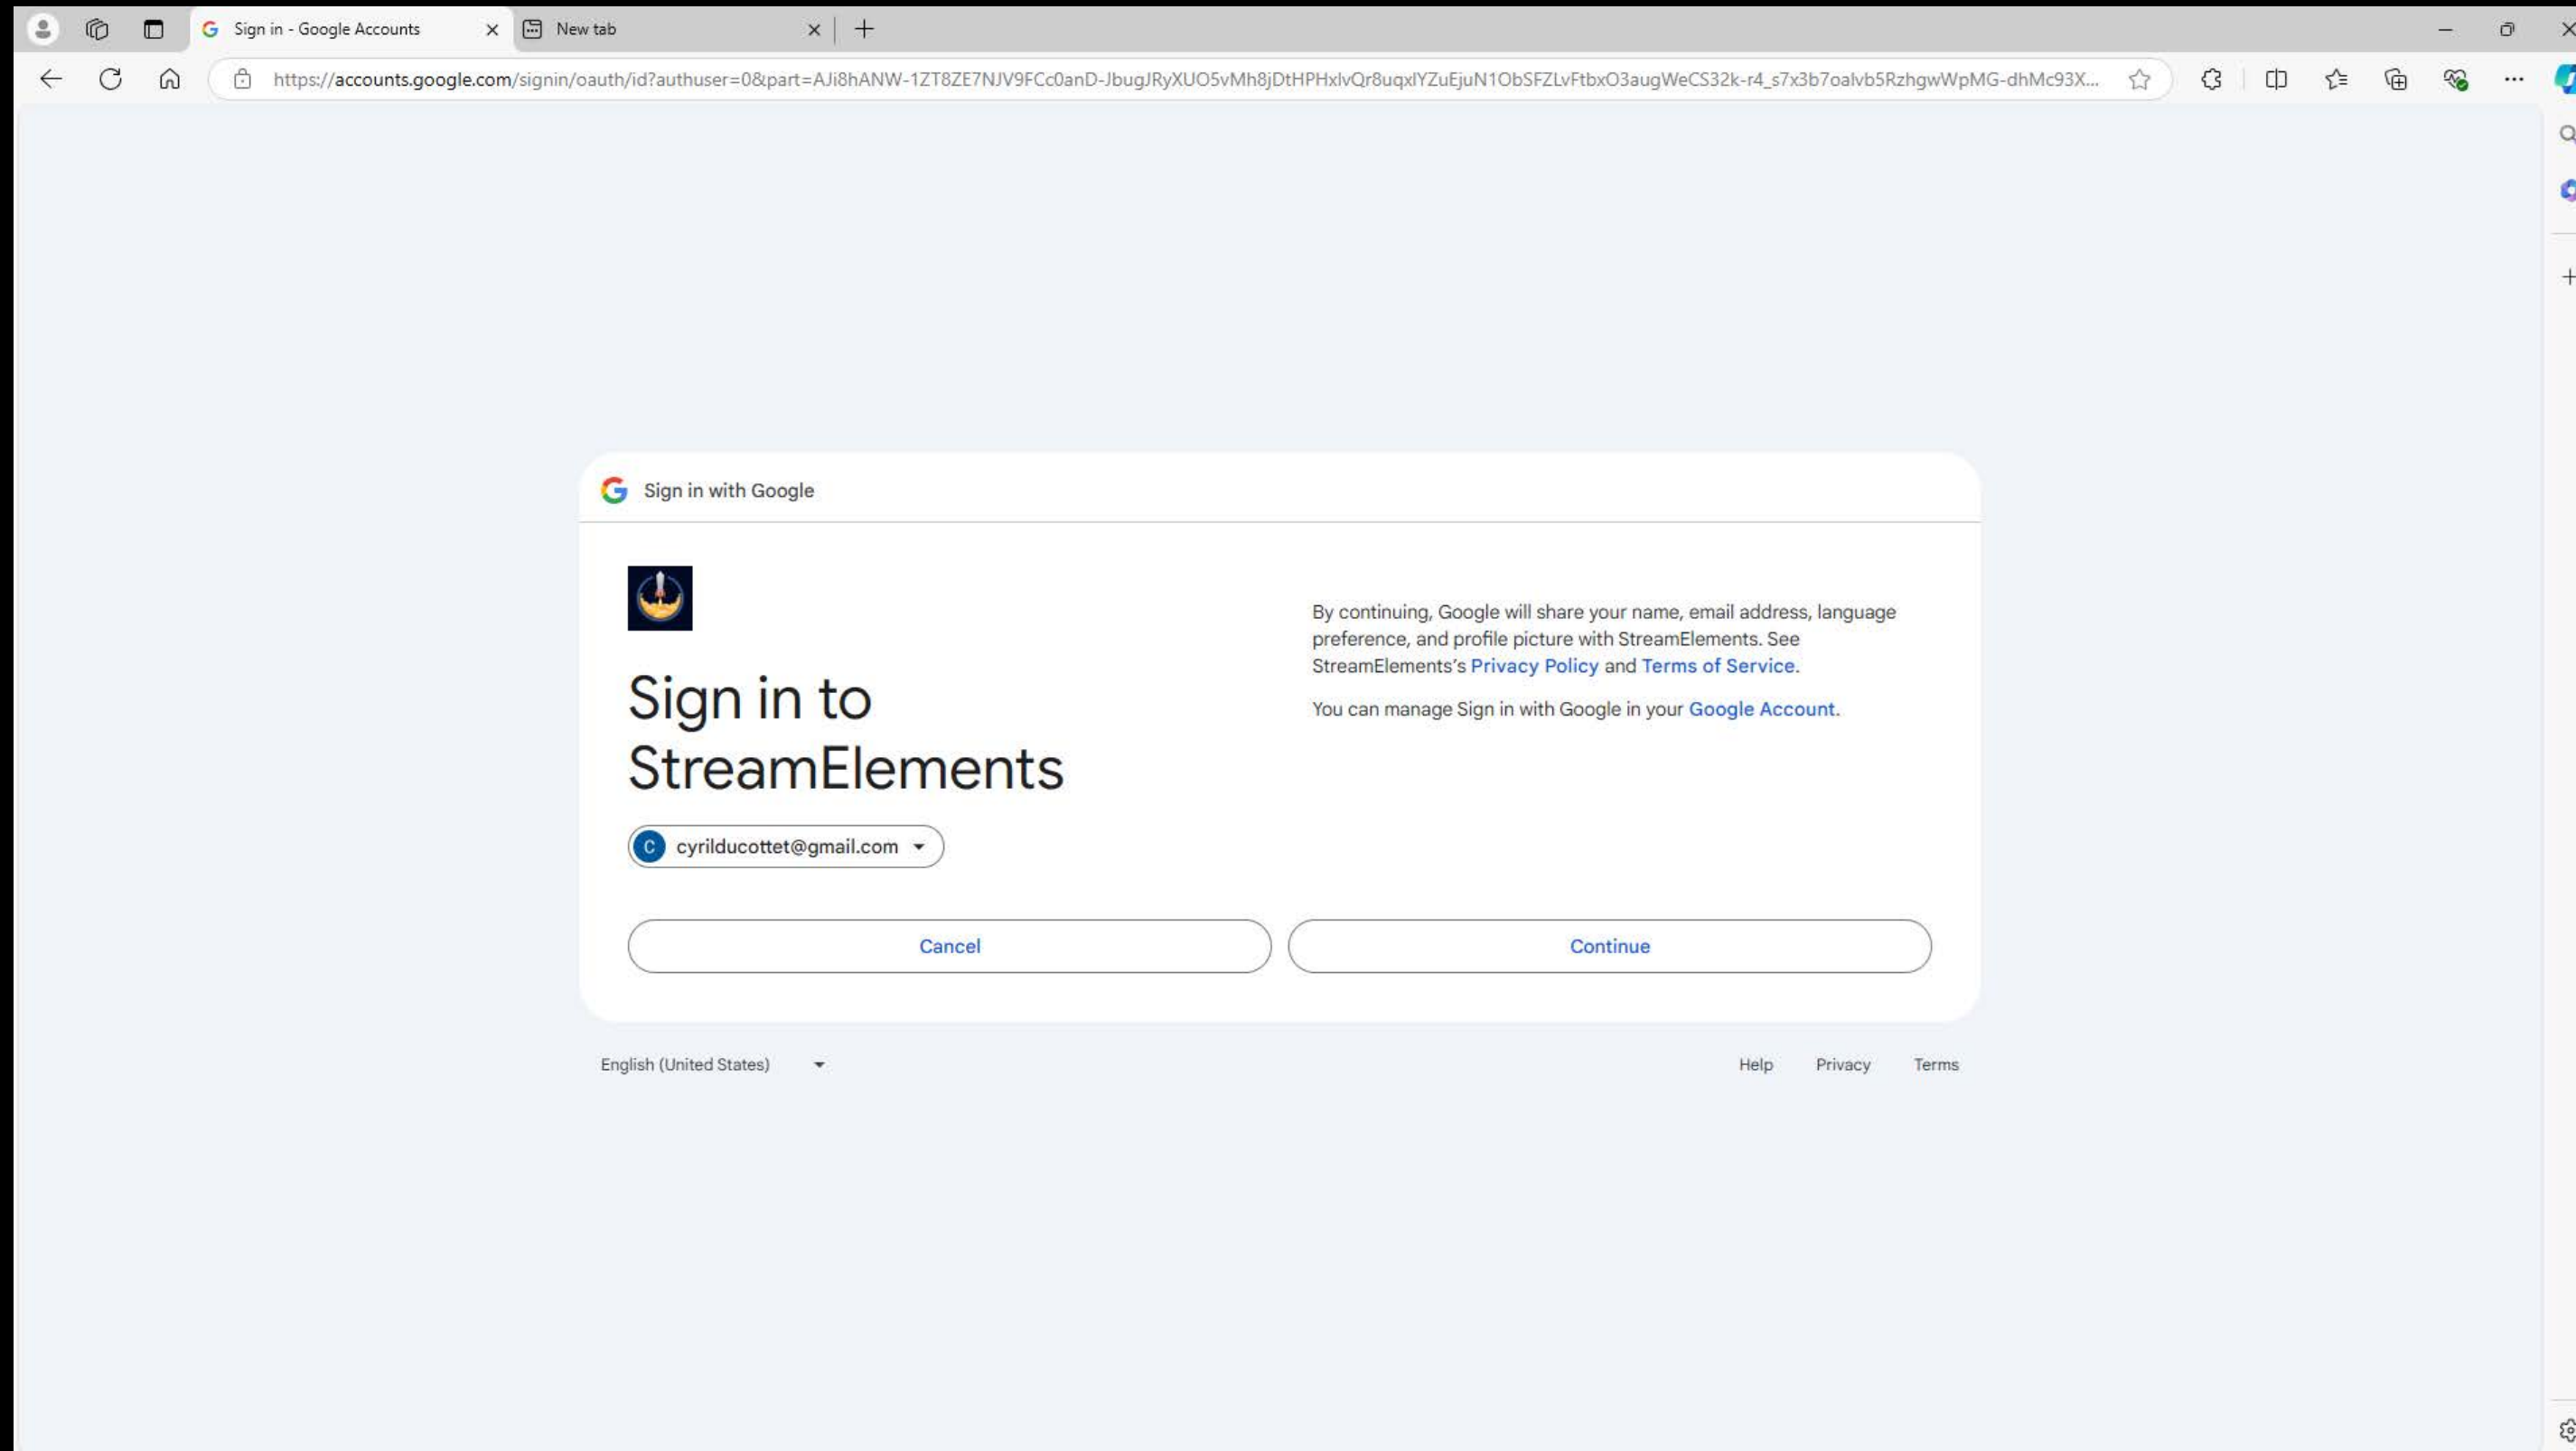 Sign in - Google Accounts
New tab
https://accounts.google.com/signin/oauth/id?authuser=0&part=AJi8hANW-1ZT8ZE7NJV9FCc0anD-JbugJRyXUO5vMh8jDtHPHxlvQr8uqxlYZuEjuN1ObSFZLvFtbxO3augWeCS32k-r4_s7x3b7oalvb5RzhgwWpMG-dhMc93X...
Sign in with Google
By continuing, Google will share your name, email address, language
preference, and profile picture with StreamElements. See
StreamElements's Privacy Policy and Terms of Service.
You can manage Sign in with Google in your Google Account.
Sign in to
StreamElements
C cyrilducottet@gmail.com
Cancel
Continue
English (United States)
Help Privacy Terms